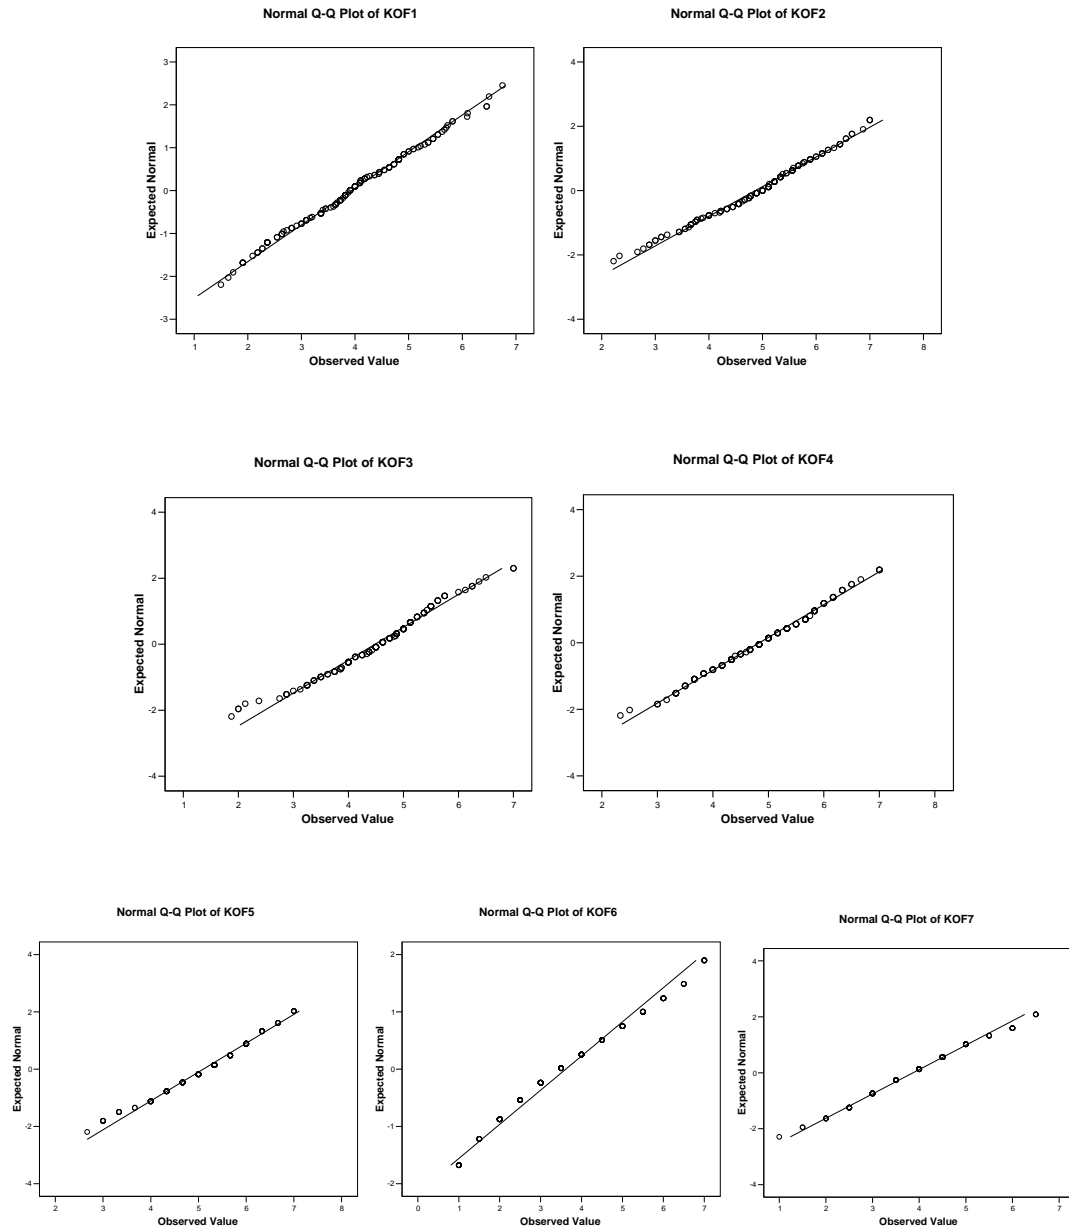 Normal Q-Q Plot of KOF1
Normal Q-Q Plot of KOF2
3
2
1
0
-1
-2
-3
Expected Normal
1 2 3 4 5 6 7
Observed Value
4
2
0
-2
-4
Expected Normal
2 3 4 5 6 7 8
Observed Value
Normal Q-Q Plot of KOF3
Normal Q-Q Plot of KOF4
4
2
0
-2
-4
Expected Normal
1 2 3 4 5 6 7
Observed Value
4
2
0
-2
-4
Expected Normal
2 3 4 5 6 7 8
Observed Value
Normal Q-Q Plot of KOF5
Normal Q-Q Plot of KOF6
Normal Q-Q Plot of KOF7
4
2
0
-2
-4
Expected Normal
2 3 4 5 6 7 8
Observed Value
2
1
0
-1
-2
Expected Normal
0 1 2 3 4 5 6 7
Observed Value
4
2
0
-2
-4
Expected Normal
1 2 3 4 5 6 7
Observed Value